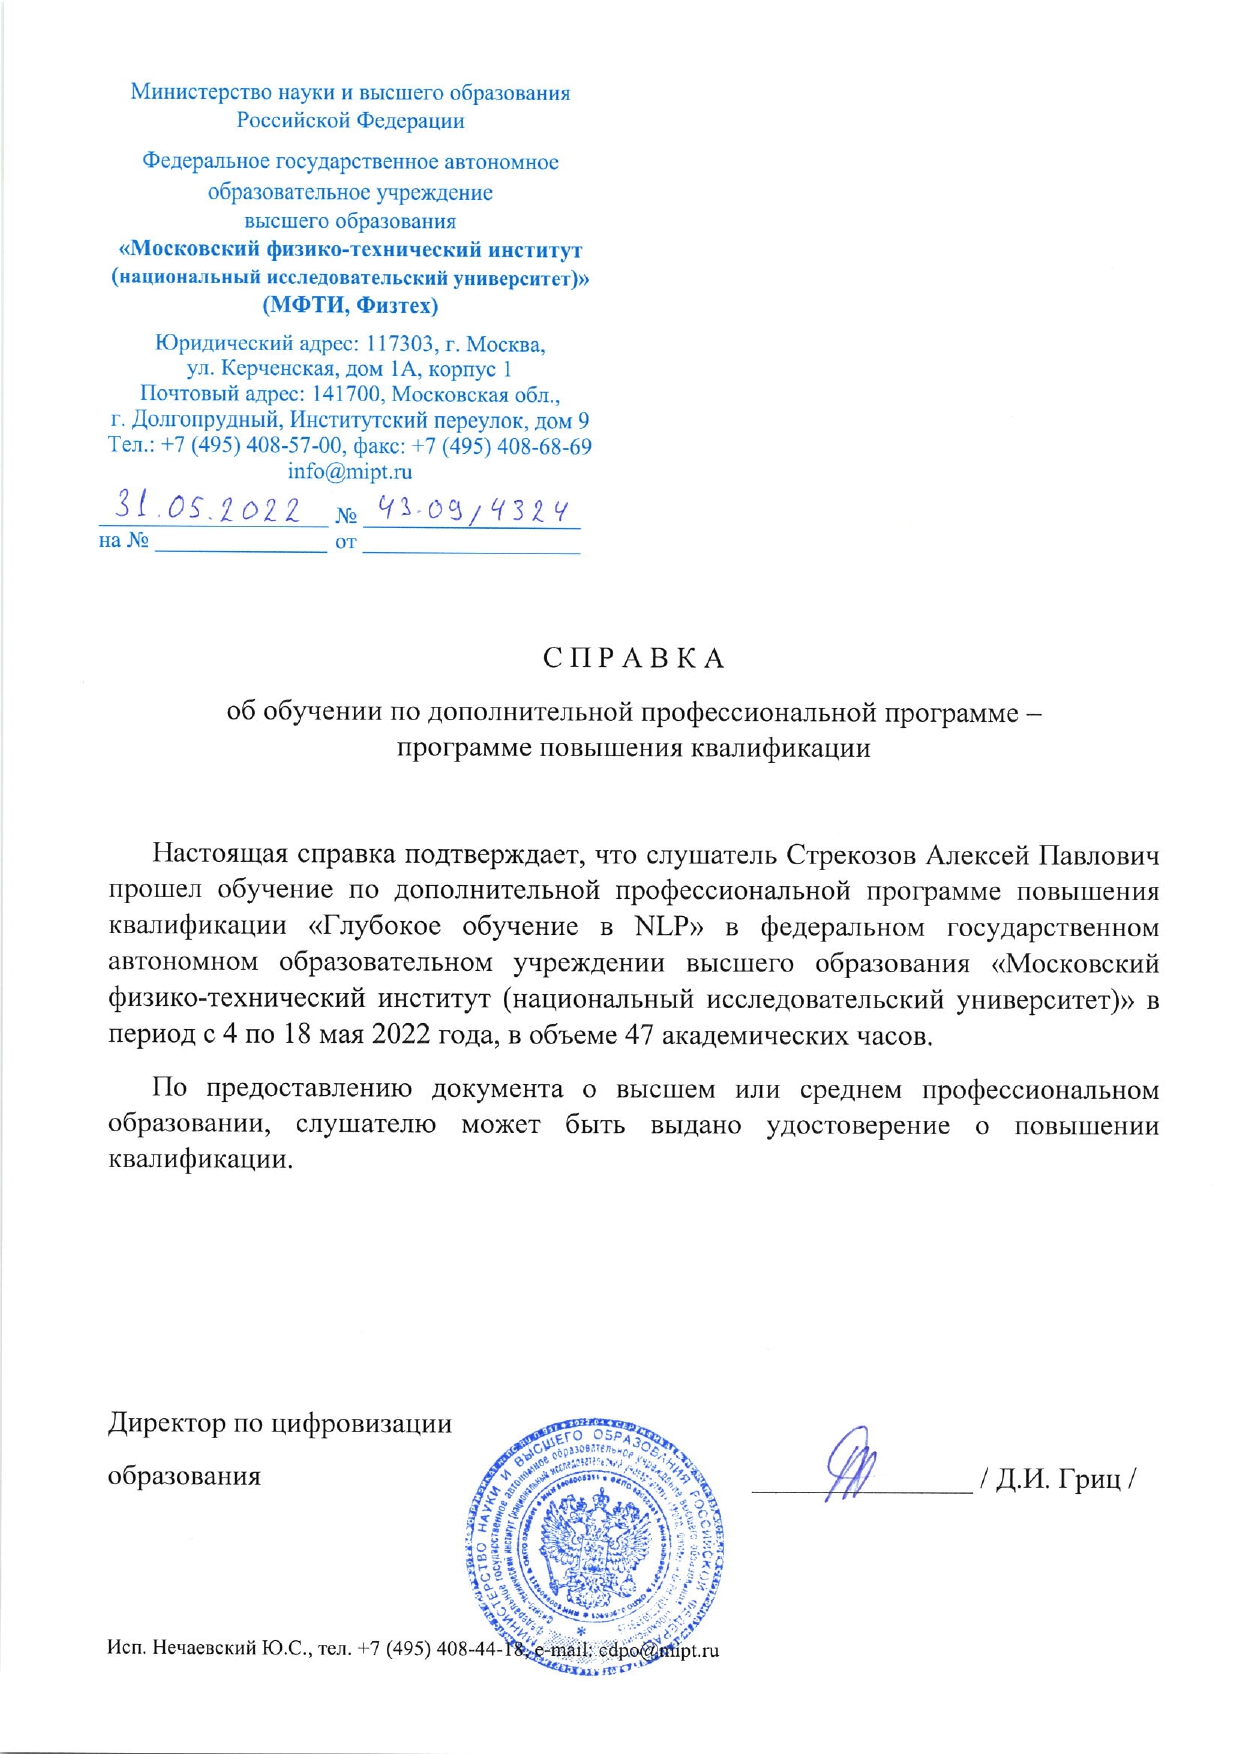 Министерство науки и высшего образования
Российской Федерации
Федеральное государственное автономное
образовательное учреждение
высшего образования
«Московский физико-технический институт
(национальный исследовательский университет)»
(МФТИ, Физтех)
Юридический адрес: 117303, г. Москва,
ул. Керченская, дом 1А, корпус 1
Почтовый адрес: 141700, Московская обл.,
г. Долгопрудный, Институтский переулок, дом 9
Тел.: +7 (495) 408-57-00, факс: +7 (495) 408-68-69
info@mipt.ru
31.05.2022 № 43-09/4324
на № от
СПРАВКА
об обучении по дополнительной профессиональной программе –
программе повышения квалификации
Настоящая справка подтверждает, что слушатель Стрекозов Алексей Павлович
прошел обучение по дополнительной профессиональной программе повышения
квалификации «Глубокое обучение в NLP» в федеральном государственном
автономном образовательном учреждении высшего образования «Московский
физико-технический институт (национальный исследовательский университет)» в
период с 4 по 18 мая 2022 года, в объеме 47 академических часов.
По предоставлению документа о высшем или среднем профессиональном
образовании, слушателю может быть выдано удостоверение о повышении
квалификации.
Директор по цифровизации
образования / Д.И. Гриц /
МИНИСТЕРСТВО НАУКИ И ВЫСШЕГО ОБРАЗОВАНИЯ РОССИЙСКОЙ ФЕДЕРАЦИИ
Исп. Нечаевский Ю.С., тел. +7 (495) 408-44-18, e-mail: cdpo@mipt.ru